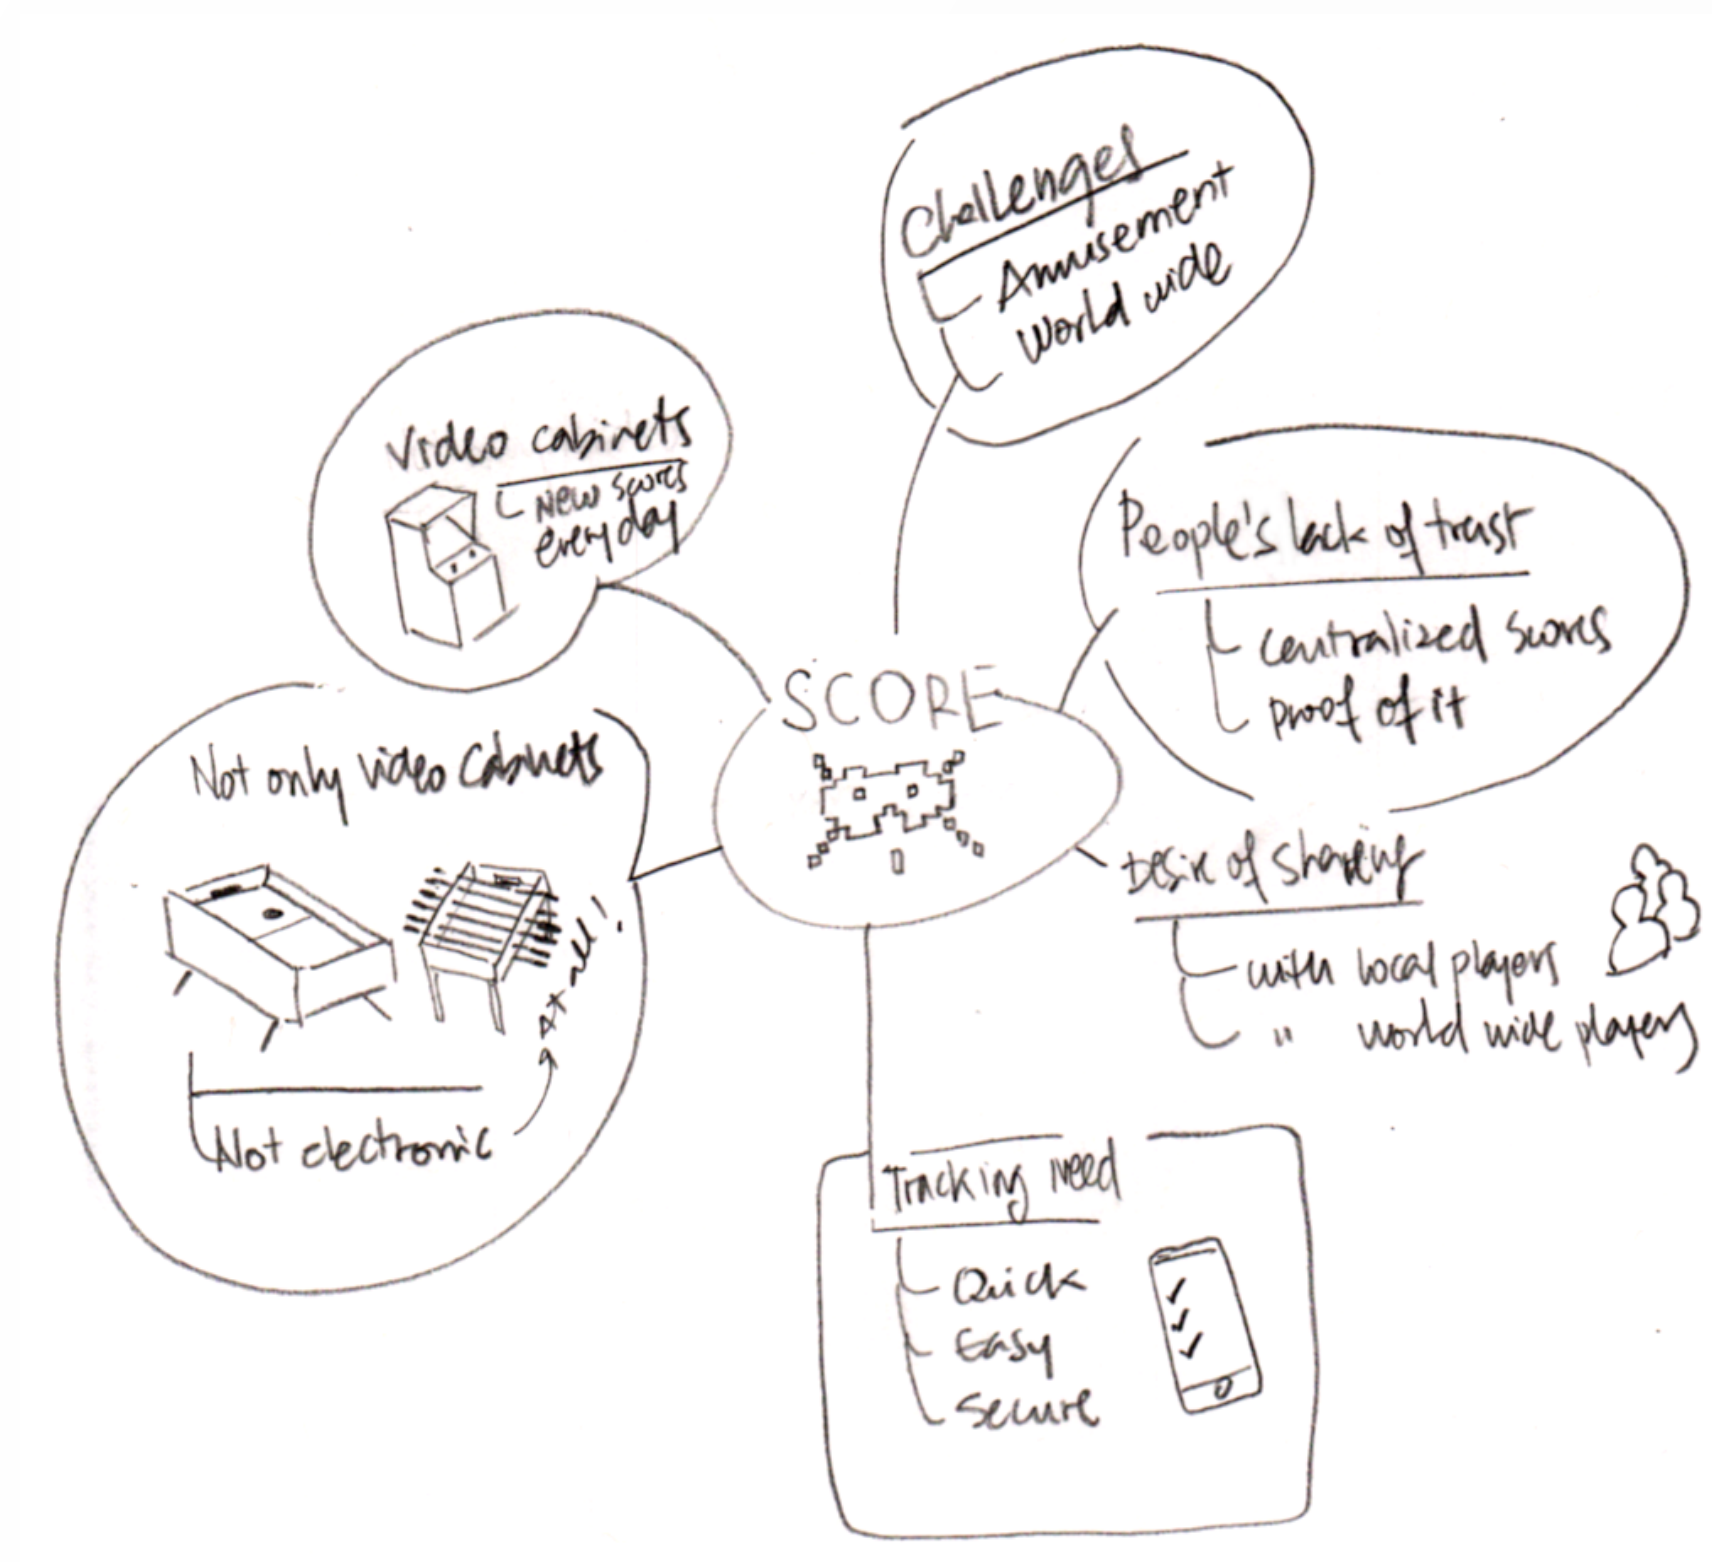 Challenges
Amusement
World wide
Video cabinets
New scores
everyday
People's lack of trust
centralized scores
proof of it
SCORE
Not only video cabinets
At all!
Not electronic
Desire of sharing
with local players
" world wide players
Tracking need
Quick
Easy
Secure